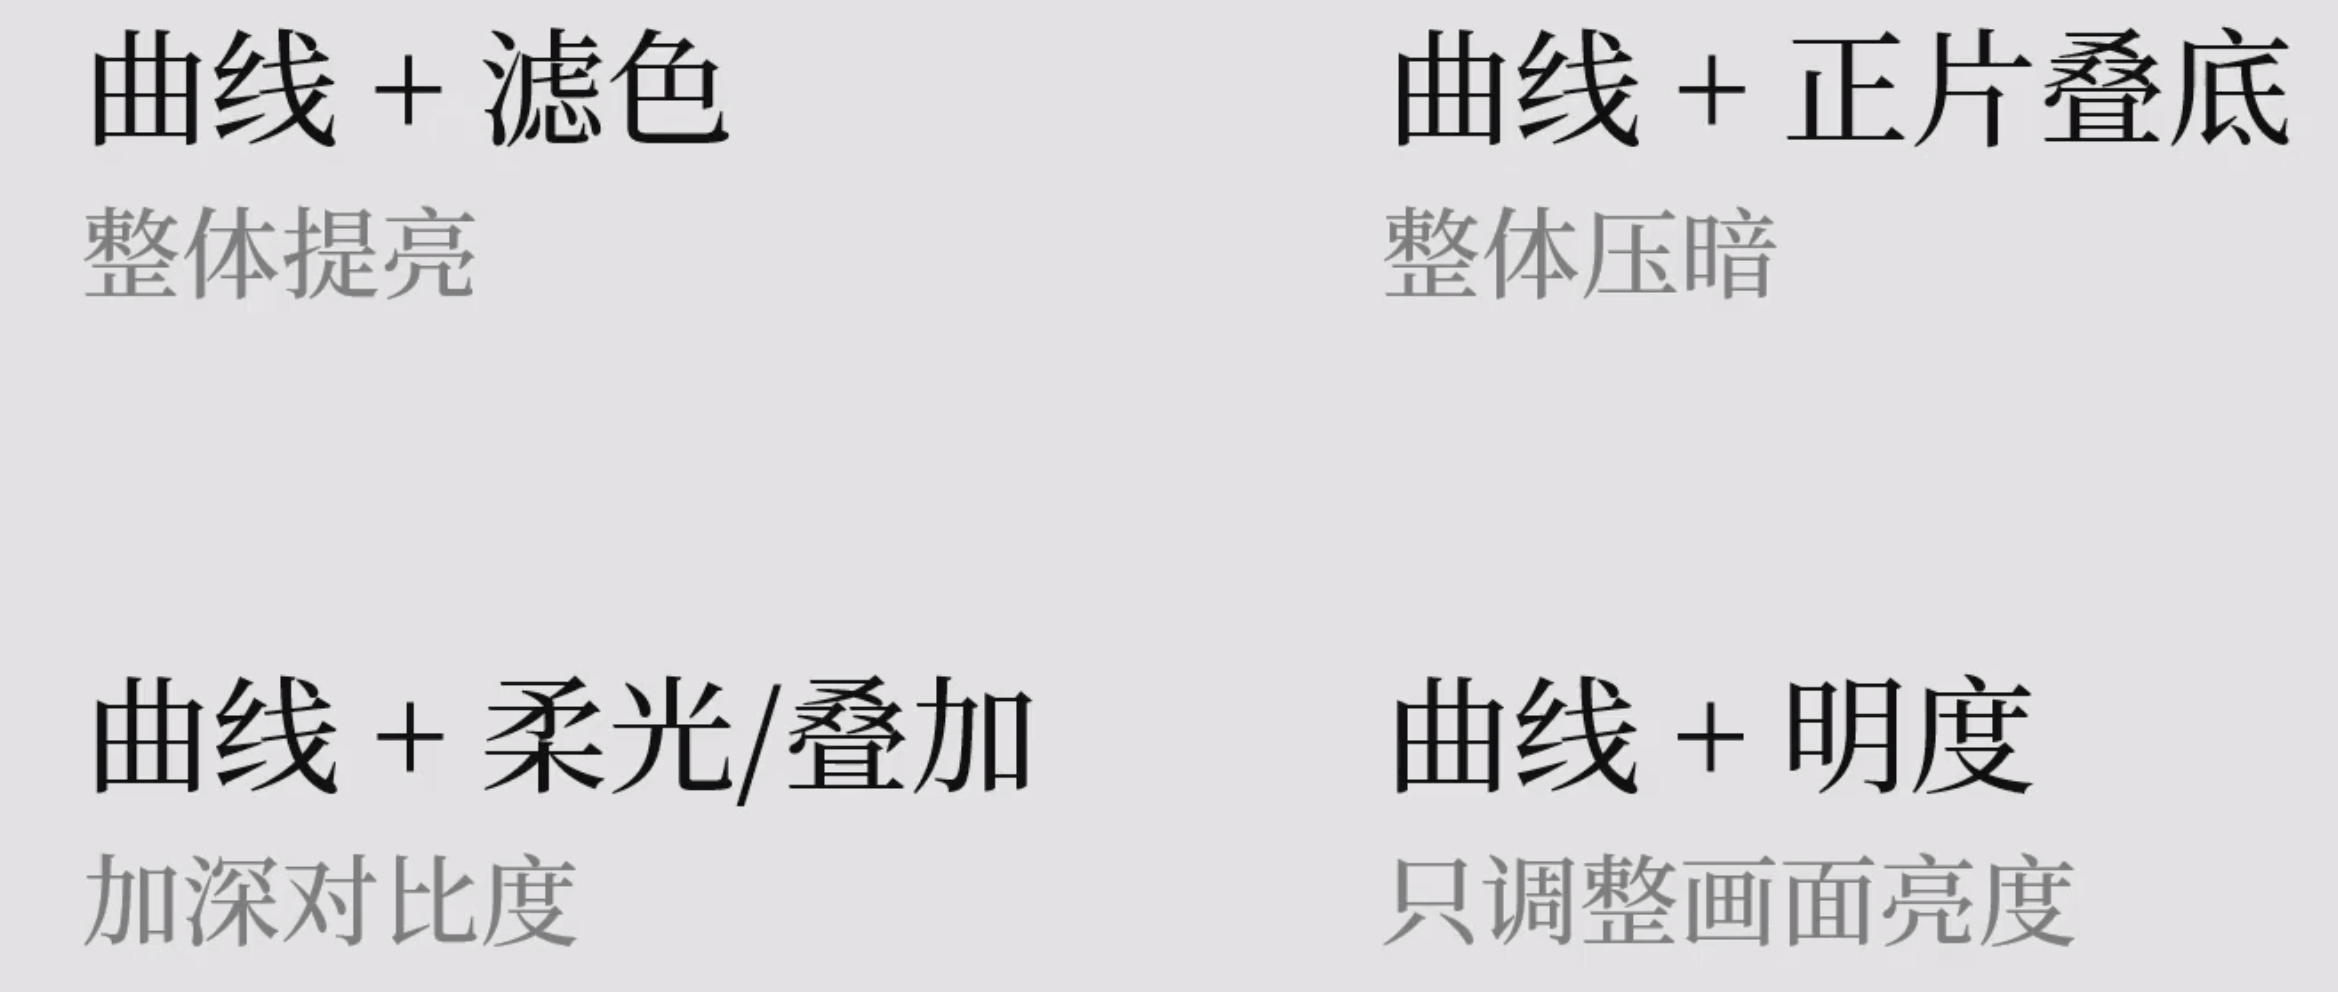 曲线 + 滤色
整体提亮
曲线 + 正片叠底
整体压暗
曲线 + 柔光/叠加
加深对比度
曲线 + 明度
只调整画面亮度